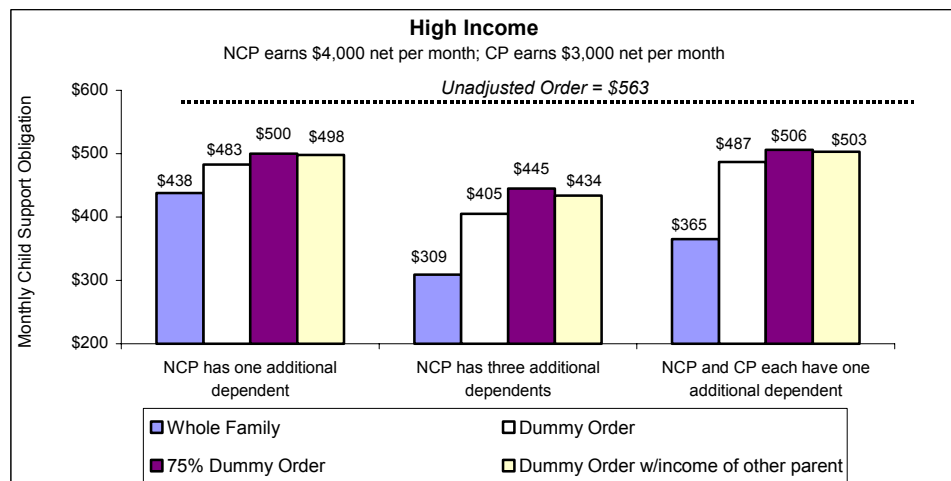 High Income
NCP earns $4,000 net per month; CP earns $3,000 net per month
Unadjusted Order = $563
Monthly Child Support Obligation
$600
$500
$400
$300
$200
$438
$483
$500
$498
$309
$405
$445
$434
$365
$487
$506
$503
NCP has one additional
dependent
NCP has three additional
dependents
NCP and CP each have one
additional dependent
Whole Family
Dummy Order
75% Dummy Order
Dummy Order w/income of other parent